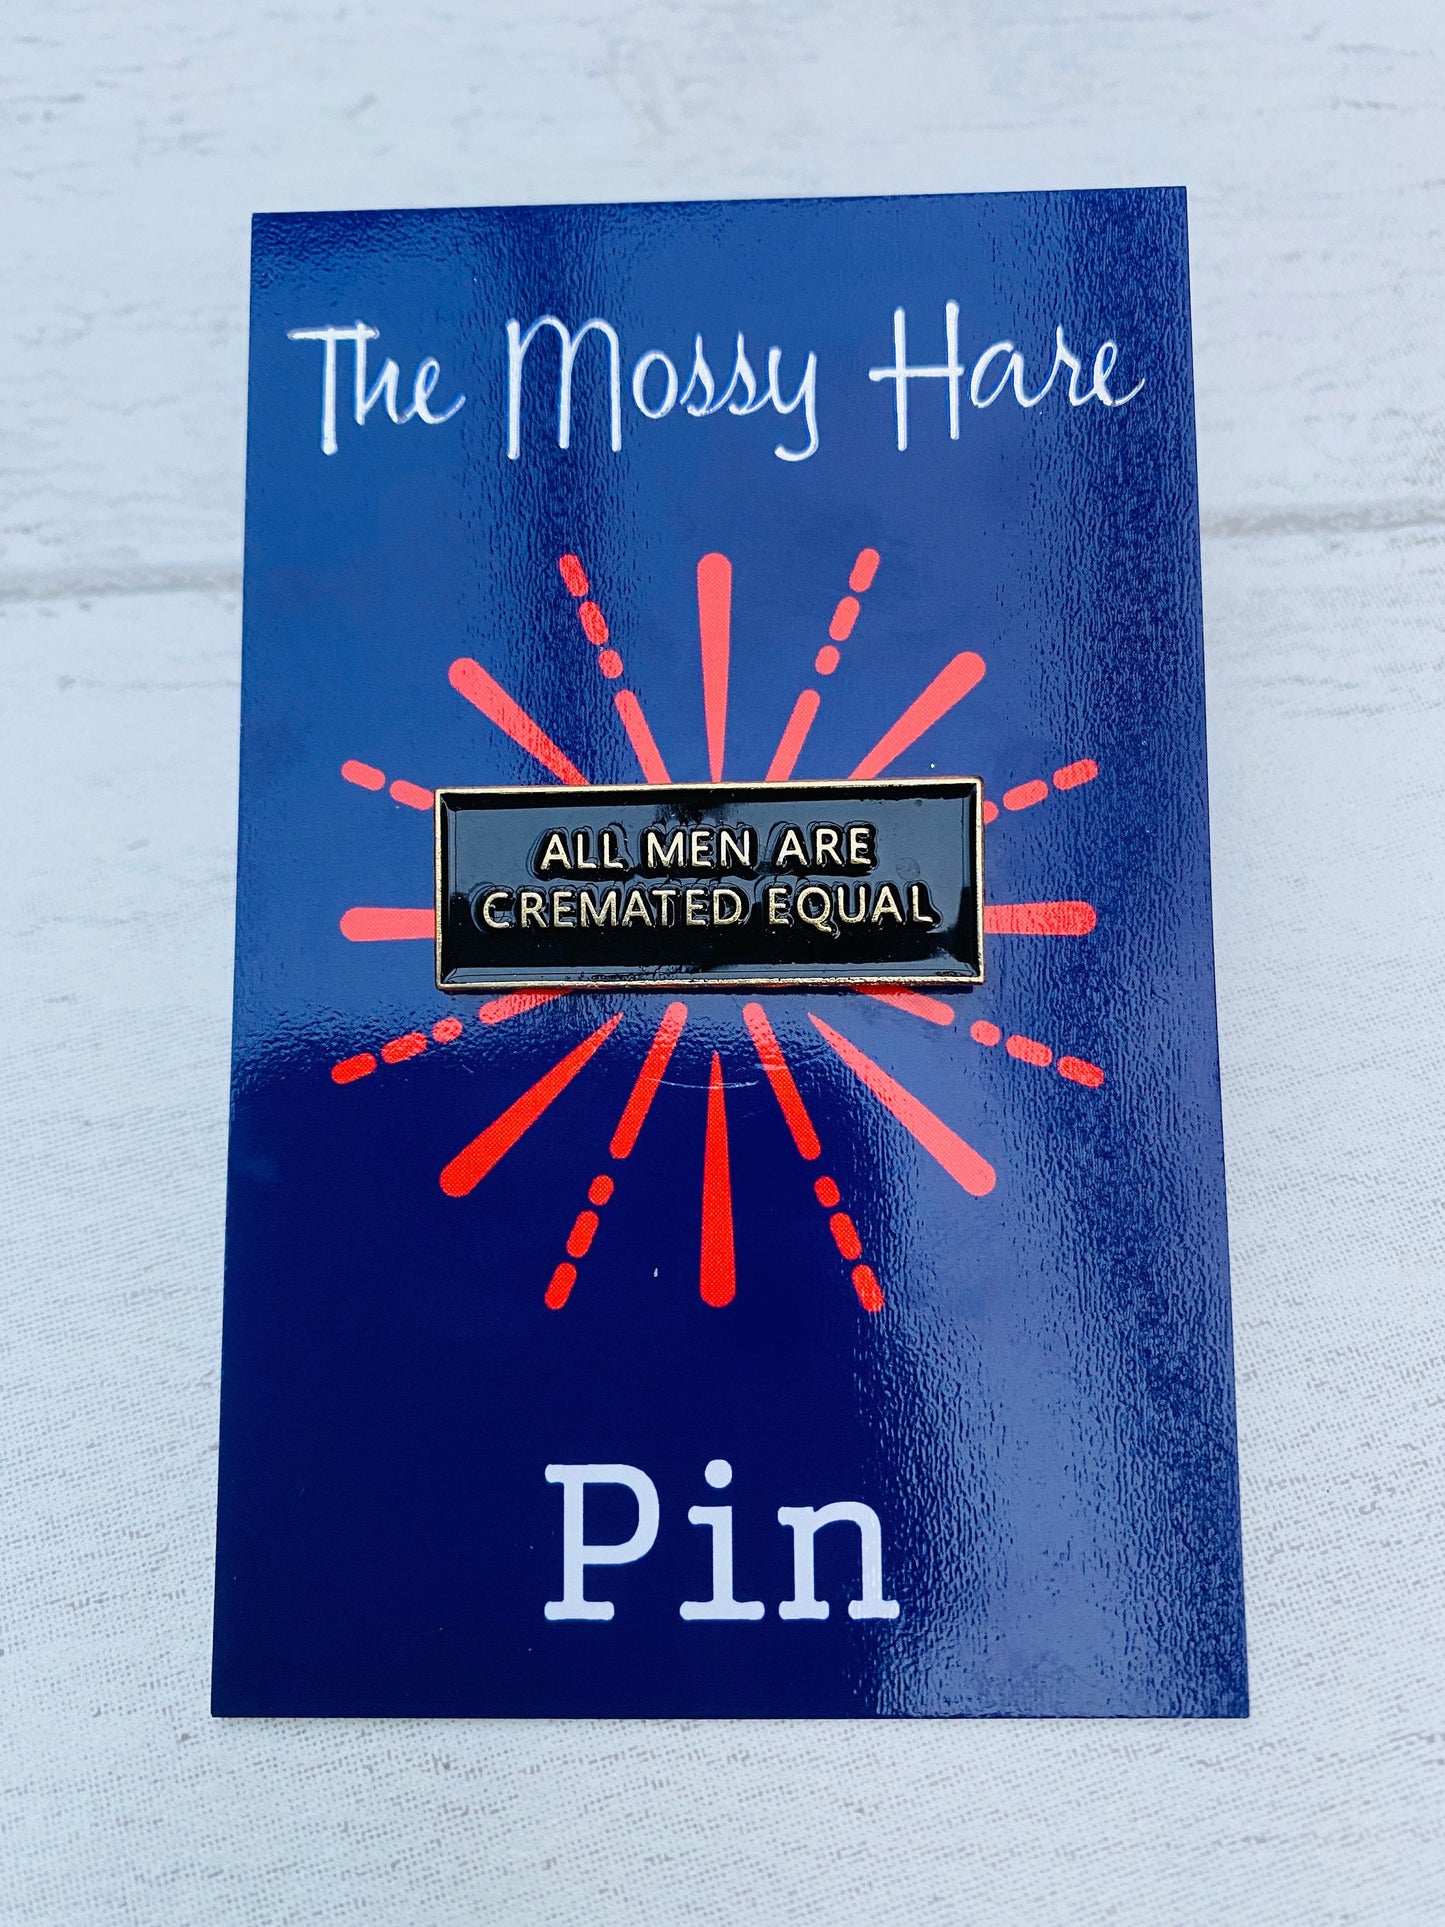 The Mossy Hare
ALL MEN ARE
CREMATED EQUAL
Pin